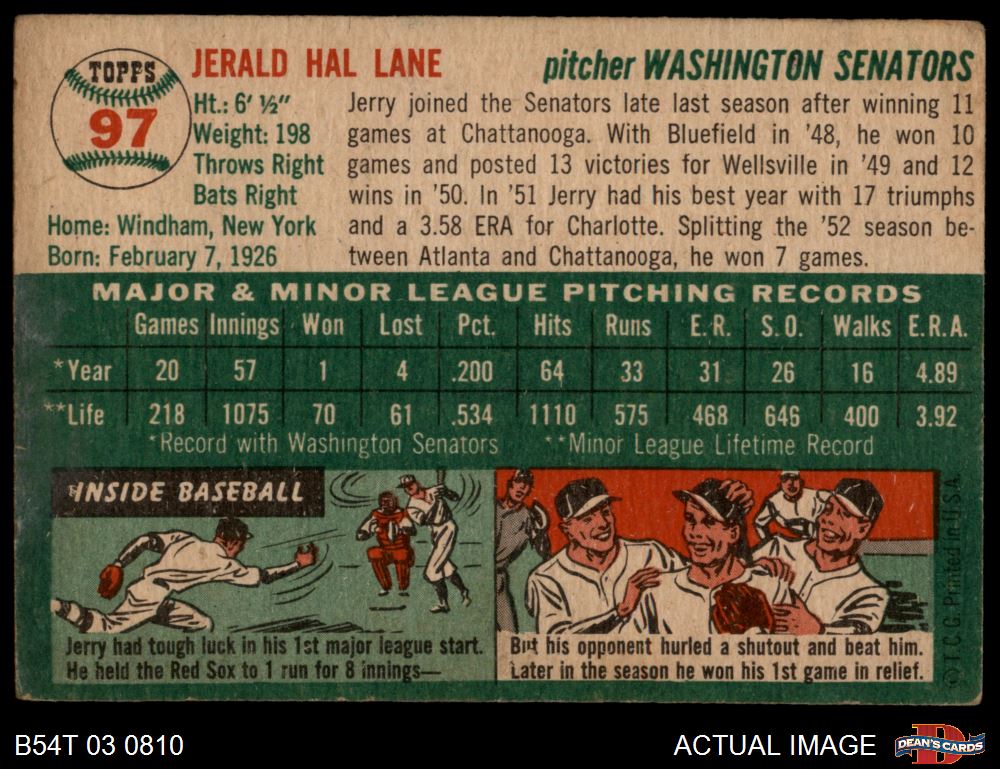 TOPPS
97
JERALD HAL LANE
pitcher WASHINGTON SENATORS
Ht.: 6' ½"
Weight: 198
Throws Right
Bats Right
Home: Windham, New York
Born: February 7, 1926
Jerry joined the Senators late last season after winning 11
games at Chattanooga. With Bluefield in '48, he won 10
games and posted 13 victories for Wellsville in '49 and 12
wins in '50. In '51 Jerry had his best year with 17 triumphs
and a 3.58 ERA for Charlotte. Splitting the '52 season be-
tween Atlanta and Chattanooga, he won 7 games.
MAJOR & MINOR LEAGUE PITCHING RECORDS
Games Innings Won Lost Pct. Hits Runs E.R. S.O. Walks E.R.A.
*Year 20 57 1 4 .200 64 33 31 26 16 4.89
**Life 218 1075 70 61 .534 1110 575 468 646 400 3.92
*Record with Washington Senators **Minor League Lifetime Record
INSIDE BASEBALL
Jerry had tough luck in his 1st major league start.
He held the Red Sox to 1 run for 8 innings—
But his opponent hurled a shutout and beat him.
Later in the season he won his 1st game in relief.
© T.C.G. Printed in U.S.A.
B54T 03 0810
ACTUAL IMAGE
D
DEAN'S CARDS